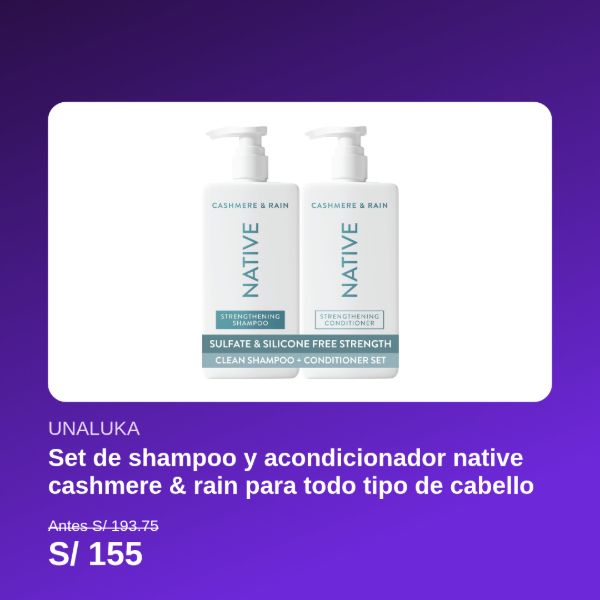 CASHMERE & RAIN
NATIVE
STRENGTHENING
SHAMPOO
CASHMERE & RAIN
NATIVE
STRENGTHENING
CONDITIONER
SULFATE & SILICONE FREE STRENGTH
CLEAN SHAMPOO + CONDITIONER SET
UNALUKA
Set de shampoo y acondicionador native
cashmere & rain para todo tipo de cabello
Antes S/ 193.75
S/ 155